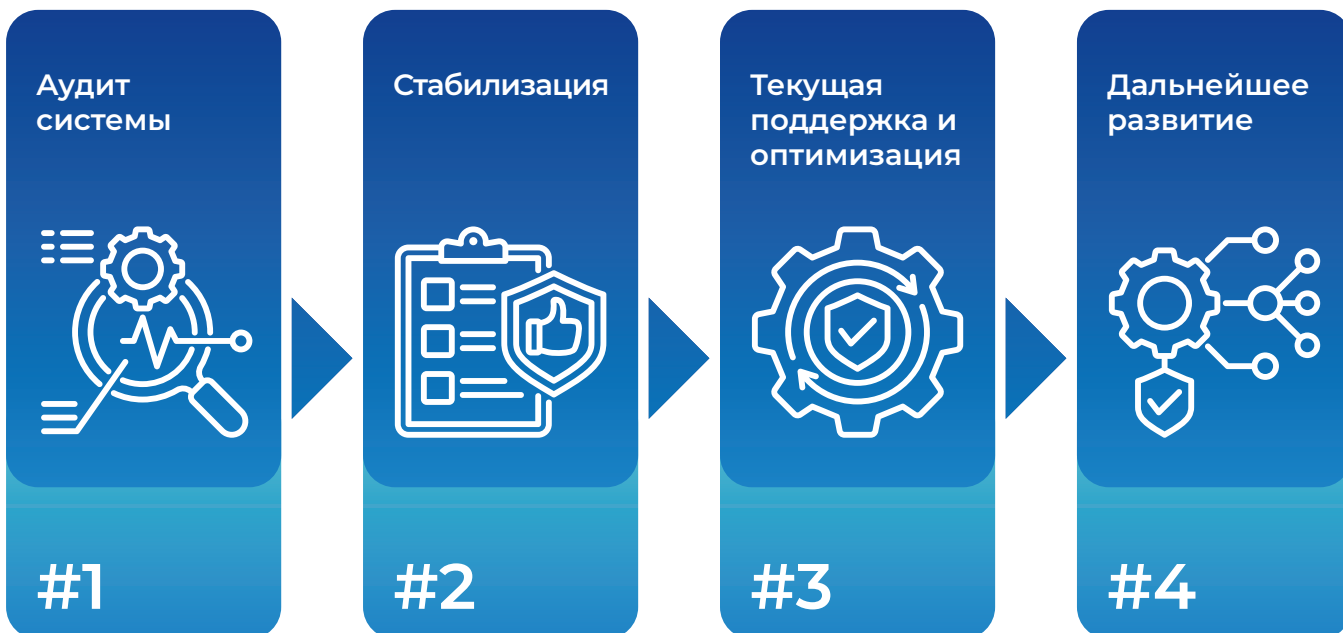 Аудит
системы
#1
Стабилизация
#2
Текущая
поддержка и
оптимизация
#3
Дальнейшее
развитие
#4